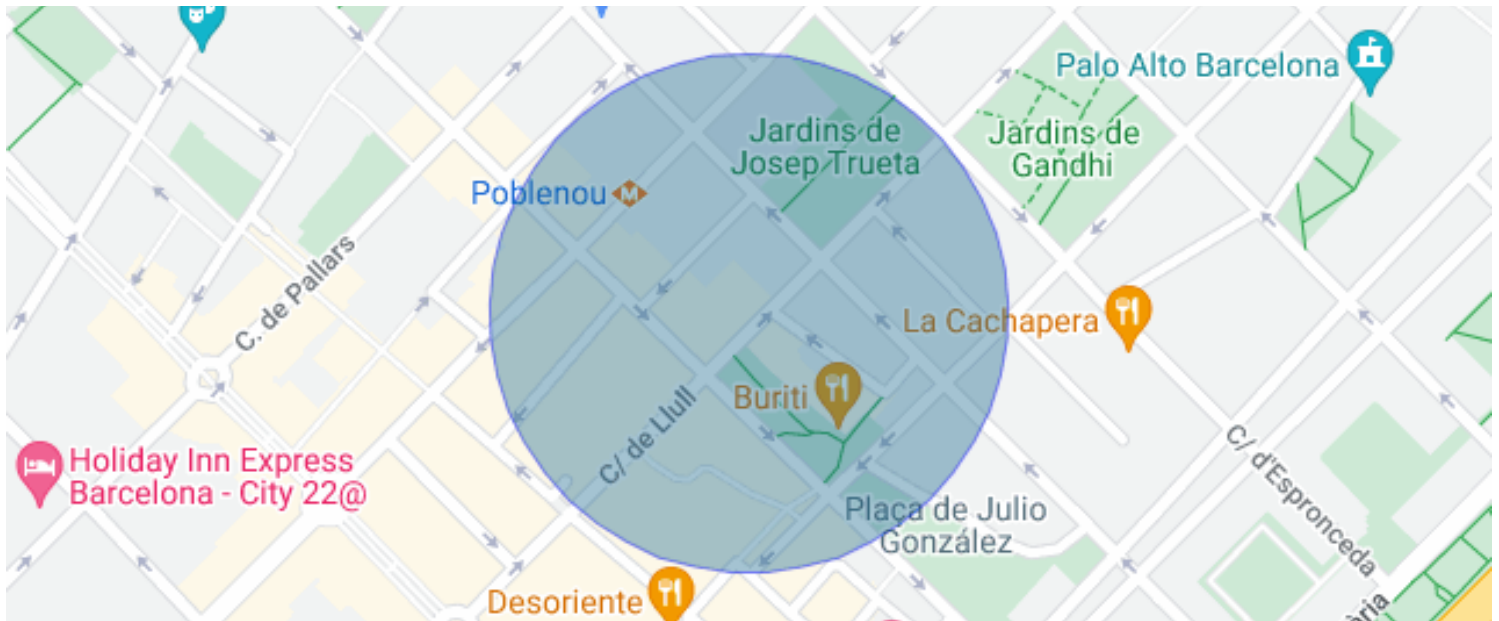 Palo Alto Barcelona
Jardins de
Josep Trueta
Jardins de
Gandhi
Poblenou
M
C. de Pallars
La Cachapera
Buriti
C/ de Llull
Holiday Inn Express
Barcelona - City 22@
C/ d'Espronceda
Plaça de Julio
González
Desoriente
ària